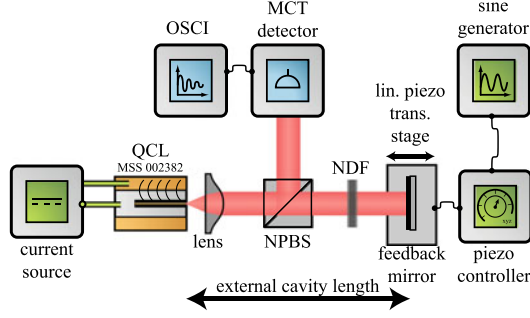 OSCI
MCT
detector
sine
generator
lin. piezo
trans.
stage
QCL
MSS 002382
NDF
current
source
lens
NPBS
feedback
mirror
xyz
piezo
controller
external cavity length